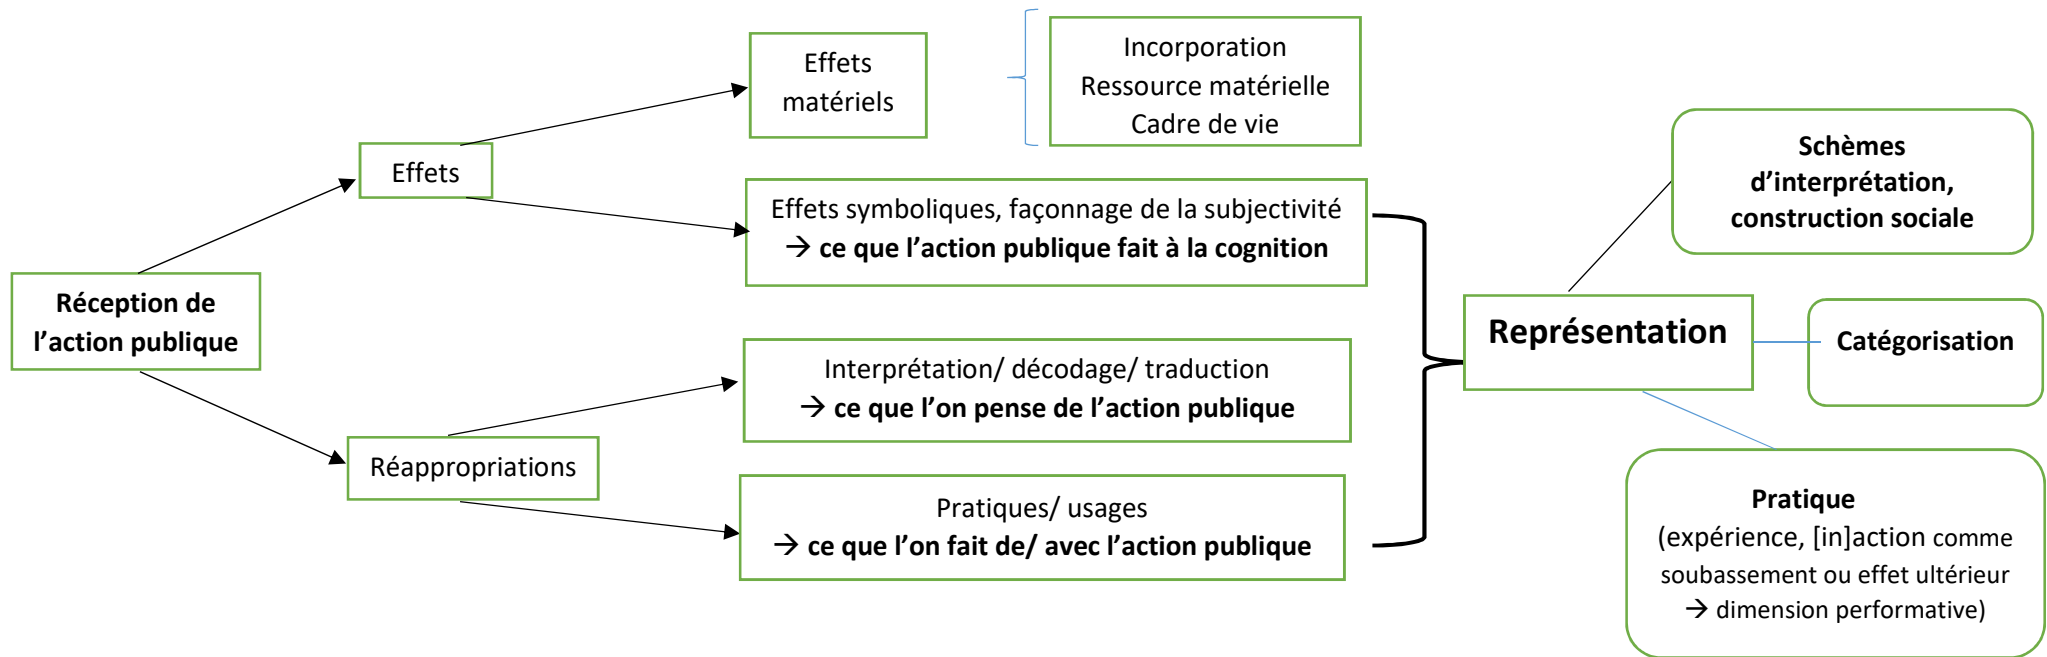 Réception de
l’action publique
Effets
Réappropriations
Effets
matériels
Incorporation
Ressource matérielle
Cadre de vie
Effets symboliques, façonnage de la subjectivité
→ ce que l’action publique fait à la cognition
Interprétation/ décodage/ traduction
→ ce que l’on pense de l’action publique
Pratiques/ usages
→ ce que l’on fait de/ avec l’action publique
Représentation
Schèmes
d’interprétation,
construction sociale
Catégorisation
Pratique
(expérience, [in]action comme
soubassement ou effet ultérieur
→ dimension performative)